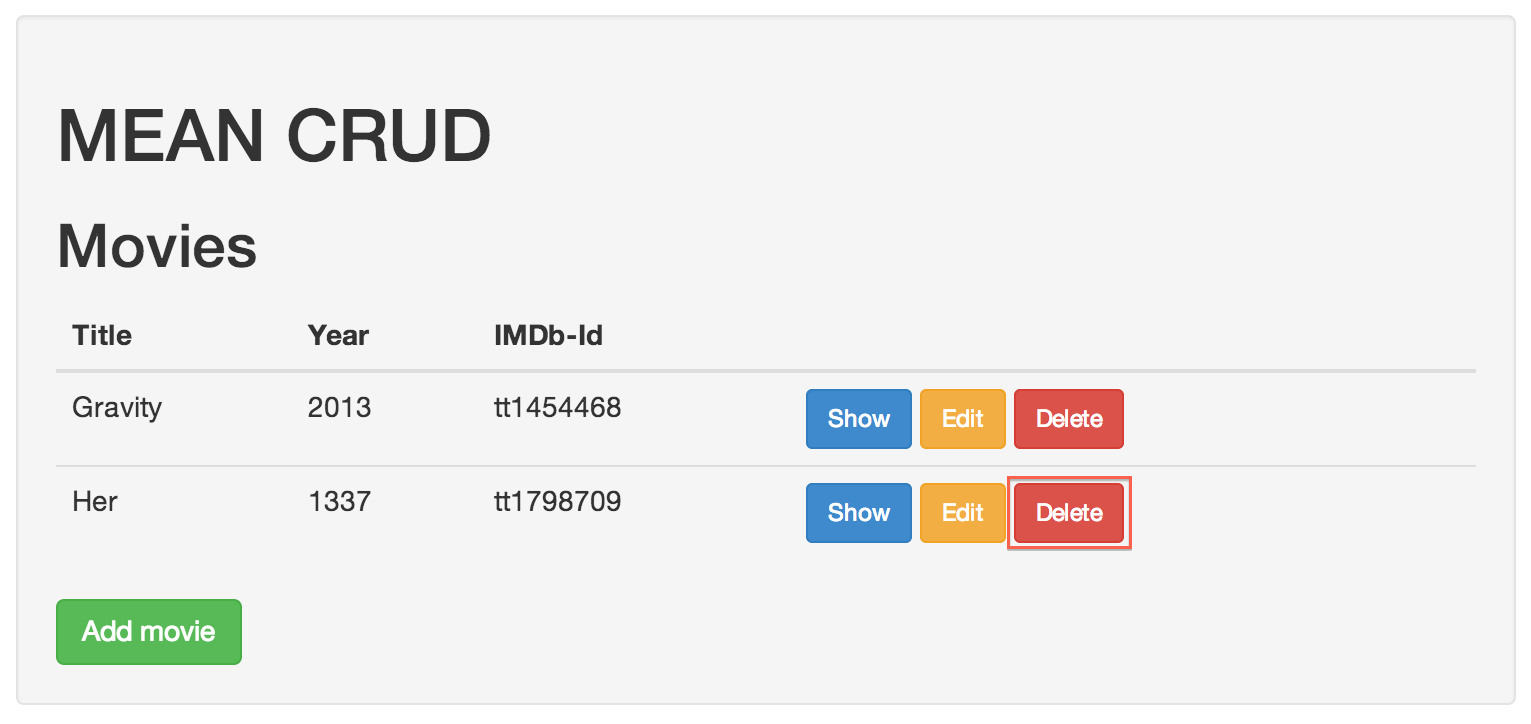 MEAN CRUD
Movies
Title Year IMDb-Id
Gravity 2013 tt1454468 Show Edit Delete
Her 1337 tt1798709 Show Edit Delete
Add movie